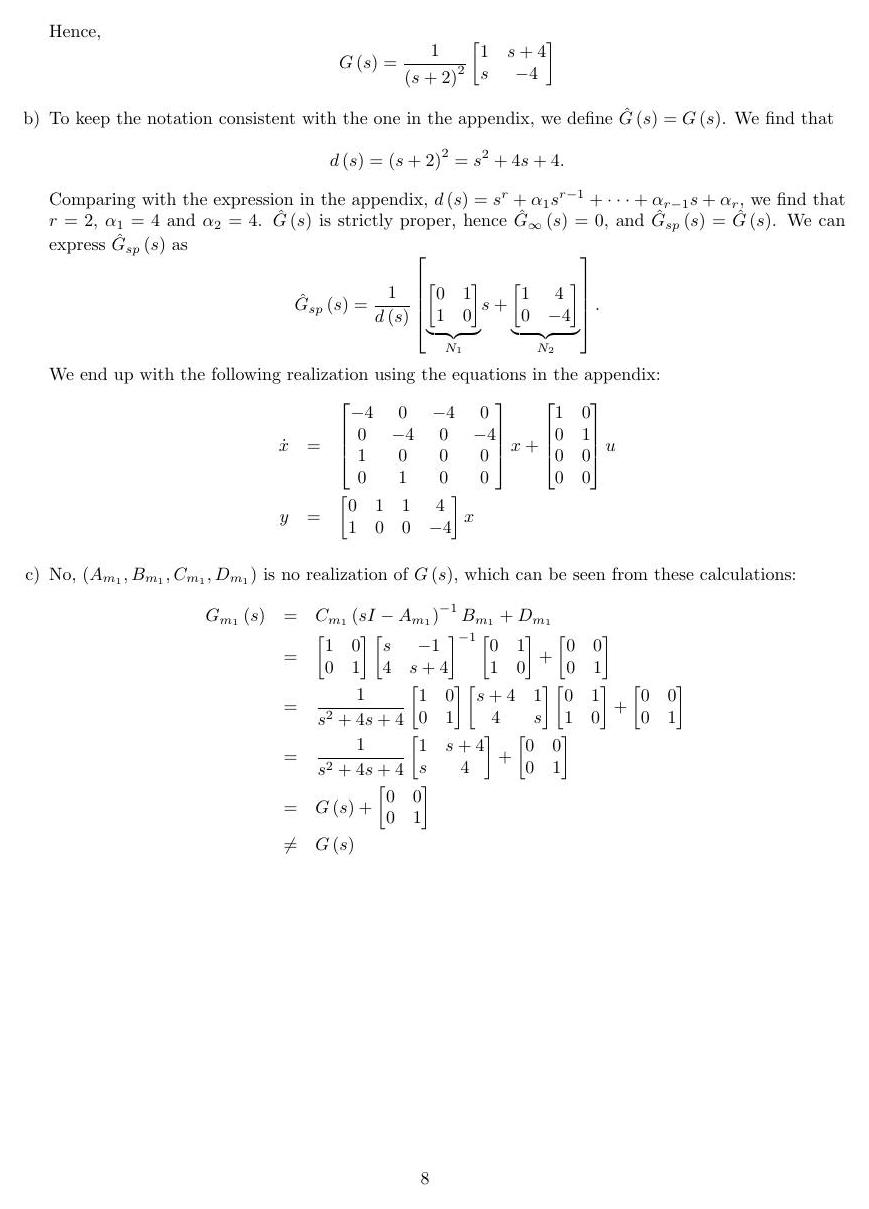 Hence,
G (s) = \frac{1}{(s + 2)^2} \begin{bmatrix} 1 & s + 4 \\ s & -4 \end{bmatrix}
b) To keep the notation consistent with the one in the appendix, we define Ĝ (s) = G (s). We find that
d (s) = (s + 2)^2 = s^2 + 4s + 4.
Comparing with the expression in the appendix, d (s) = s^r + α_1 s^{r−1} + · · · + α_{r−1} s + α_r, we find that
r = 2, α_1 = 4 and α_2 = 4. Ĝ (s) is strictly proper, hence Ĝ_∞ (s) = 0, and Ĝ_{sp} (s) = Ĝ (s). We can
express Ĝ_{sp} (s) as
Ĝ_{sp} (s) = \frac{1}{d (s)} \left[ \underbrace{\begin{bmatrix} 0 & 1 \\ 1 & 0 \end{bmatrix}}_{N_1} s + \underbrace{\begin{bmatrix} 1 & 4 \\ 0 & -4 \end{bmatrix}}_{N_2} \right] .
We end up with the following realization using the equations in the appendix:
\dot{x} = \begin{bmatrix} -4 & 0 & -4 & 0 \\ 0 & -4 & 0 & -4 \\ 1 & 0 & 0 & 0 \\ 0 & 1 & 0 & 0 \end{bmatrix} x + \begin{bmatrix} 1 & 0 \\ 0 & 1 \\ 0 & 0 \\ 0 & 0 \end{bmatrix} u
y = \begin{bmatrix} 0 & 1 & 1 & 4 \\ 1 & 0 & 0 & -4 \end{bmatrix} x
c) No, (A_{m_1}, B_{m_1}, C_{m_1}, D_{m_1}) is no realization of G (s), which can be seen from these calculations:
G_{m_1} (s) = C_{m_1} (sI − A_{m_1})^{−1} B_{m_1} + D_{m_1}
= \begin{bmatrix} 1 & 0 \\ 0 & 1 \end{bmatrix} \begin{bmatrix} s & -1 \\ 4 & s + 4 \end{bmatrix}^{−1} \begin{bmatrix} 0 & 1 \\ 1 & 0 \end{bmatrix} + \begin{bmatrix} 0 & 0 \\ 0 & 1 \end{bmatrix}
= \frac{1}{s^2 + 4s + 4} \begin{bmatrix} 1 & 0 \\ 0 & 1 \end{bmatrix} \begin{bmatrix} s + 4 & 1 \\ 4 & s \end{bmatrix} \begin{bmatrix} 0 & 1 \\ 1 & 0 \end{bmatrix} + \begin{bmatrix} 0 & 0 \\ 0 & 1 \end{bmatrix}
= \frac{1}{s^2 + 4s + 4} \begin{bmatrix} 1 & s + 4 \\ s & 4 \end{bmatrix} + \begin{bmatrix} 0 & 0 \\ 0 & 1 \end{bmatrix}
= G (s) + \begin{bmatrix} 0 & 0 \\ 0 & 1 \end{bmatrix}
≠ G (s)
8